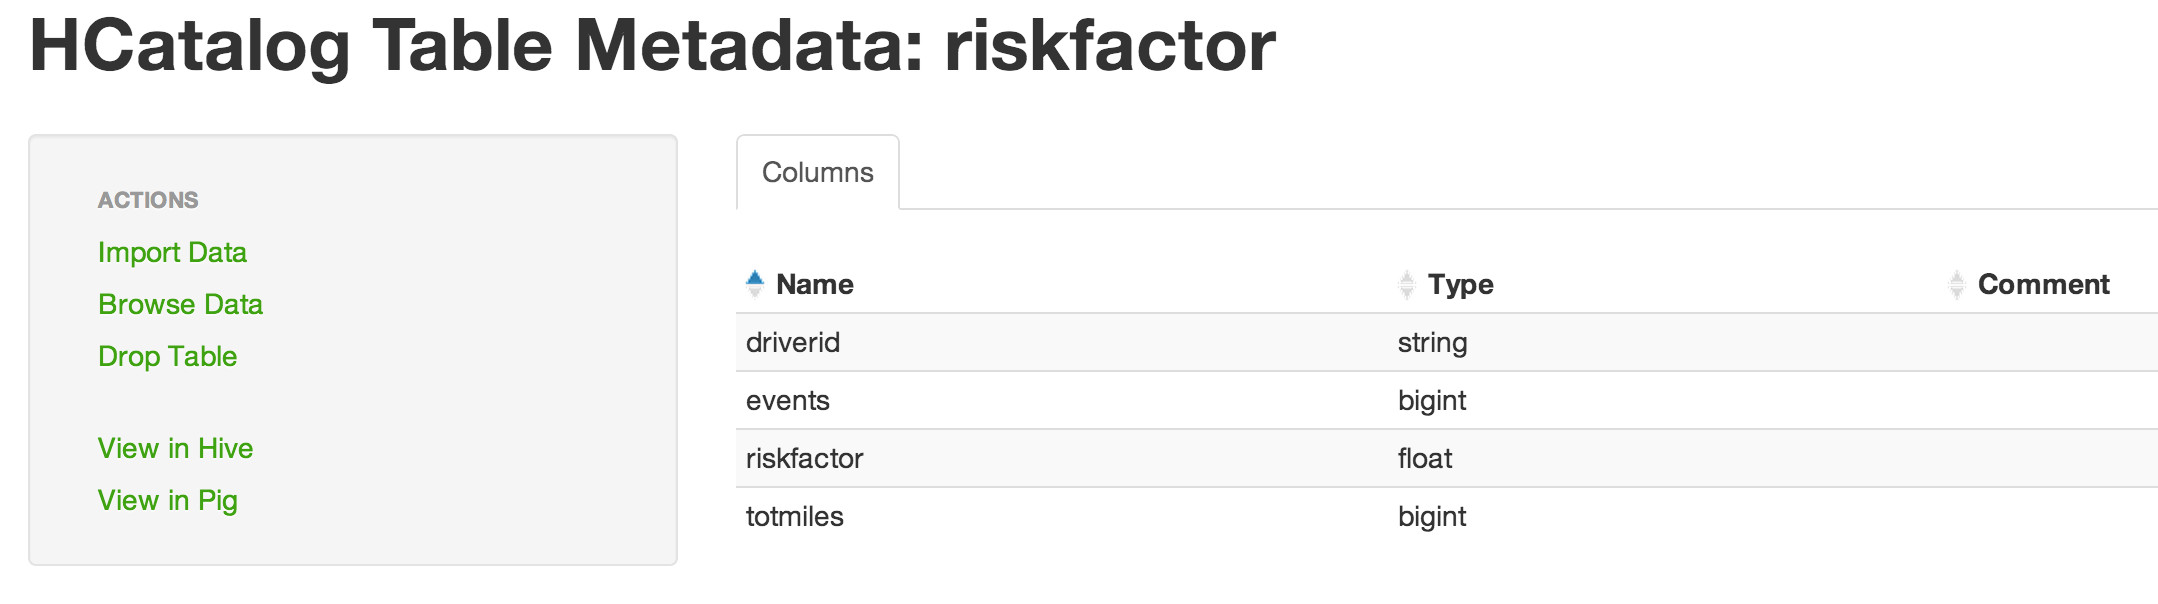 HCatalog Table Metadata: riskfactor
ACTIONS
Import Data
Browse Data
Drop Table
View in Hive
View in Pig
Columns
Name Type Comment
driverid string
events bigint
riskfactor float
totmiles bigint